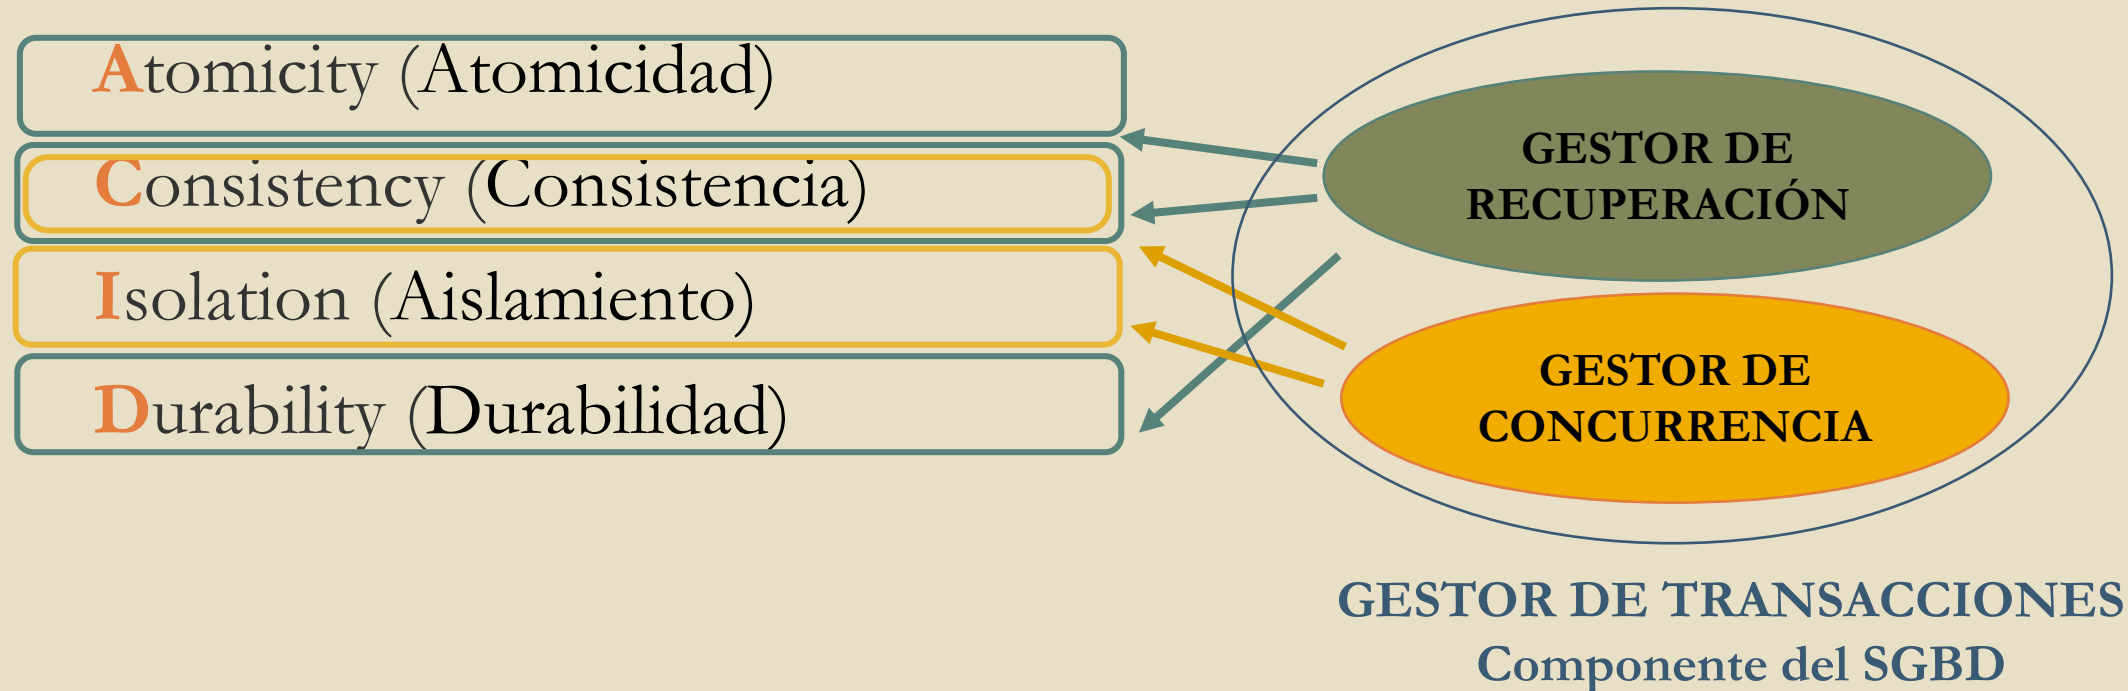 Atomicity (Atomicidad)
Consistency (Consistencia)
Isolation (Aislamiento)
Durability (Durabilidad)
GESTOR DE
RECUPERACIÓN
GESTOR DE
CONCURRENCIA
GESTOR DE TRANSACCIONES
Componente del SGBD